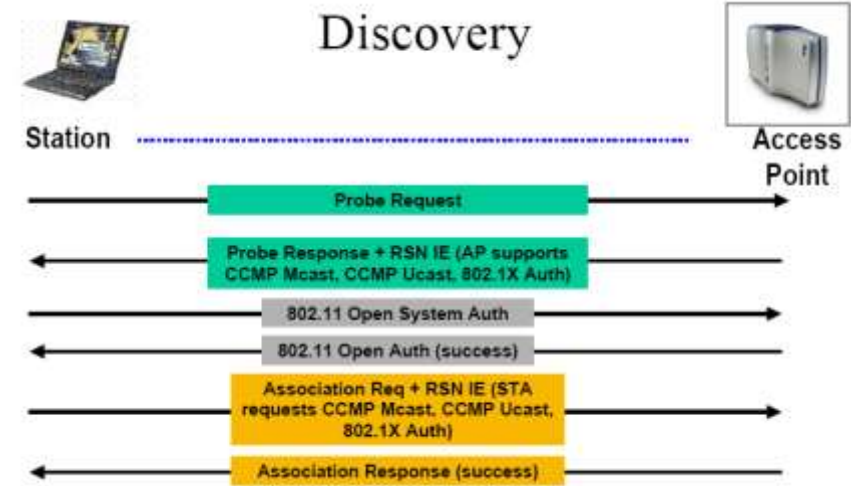 Discovery
Station
Access
Point
Probe Request
Probe Response + RSN IE (AP supports
CCMP Mcast, CCMP Ucast, 802.1X Auth)
802.11 Open System Auth
802.11 Open Auth (success)
Association Req + RSN IE (STA
requests CCMP Mcast, CCMP Ucast,
802.1X Auth)
Association Response (success)